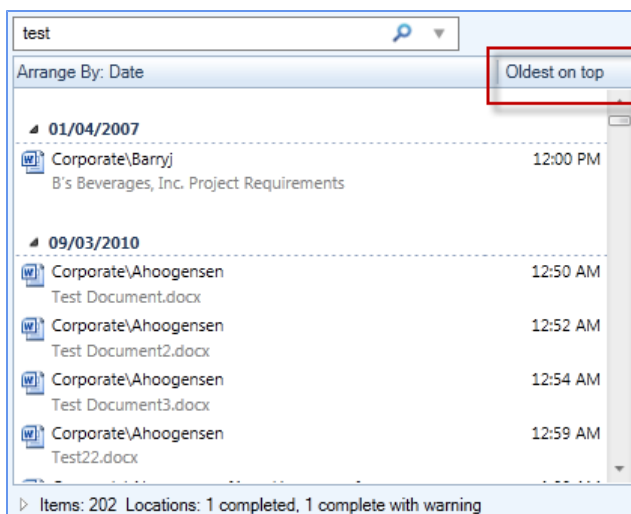 test
Arrange By: Date Oldest on top
01/04/2007
Corporate\Barryj 12:00 PM
B's Beverages, Inc. Project Requirements
09/03/2010
Corporate\Ahoogensen 12:50 AM
Test Document.docx
Corporate\Ahoogensen 12:52 AM
Test Document2.docx
Corporate\Ahoogensen 12:54 AM
Test Document3.docx
Corporate\Ahoogensen 12:59 AM
Test22.docx
Items: 202 Locations: 1 completed, 1 complete with warning